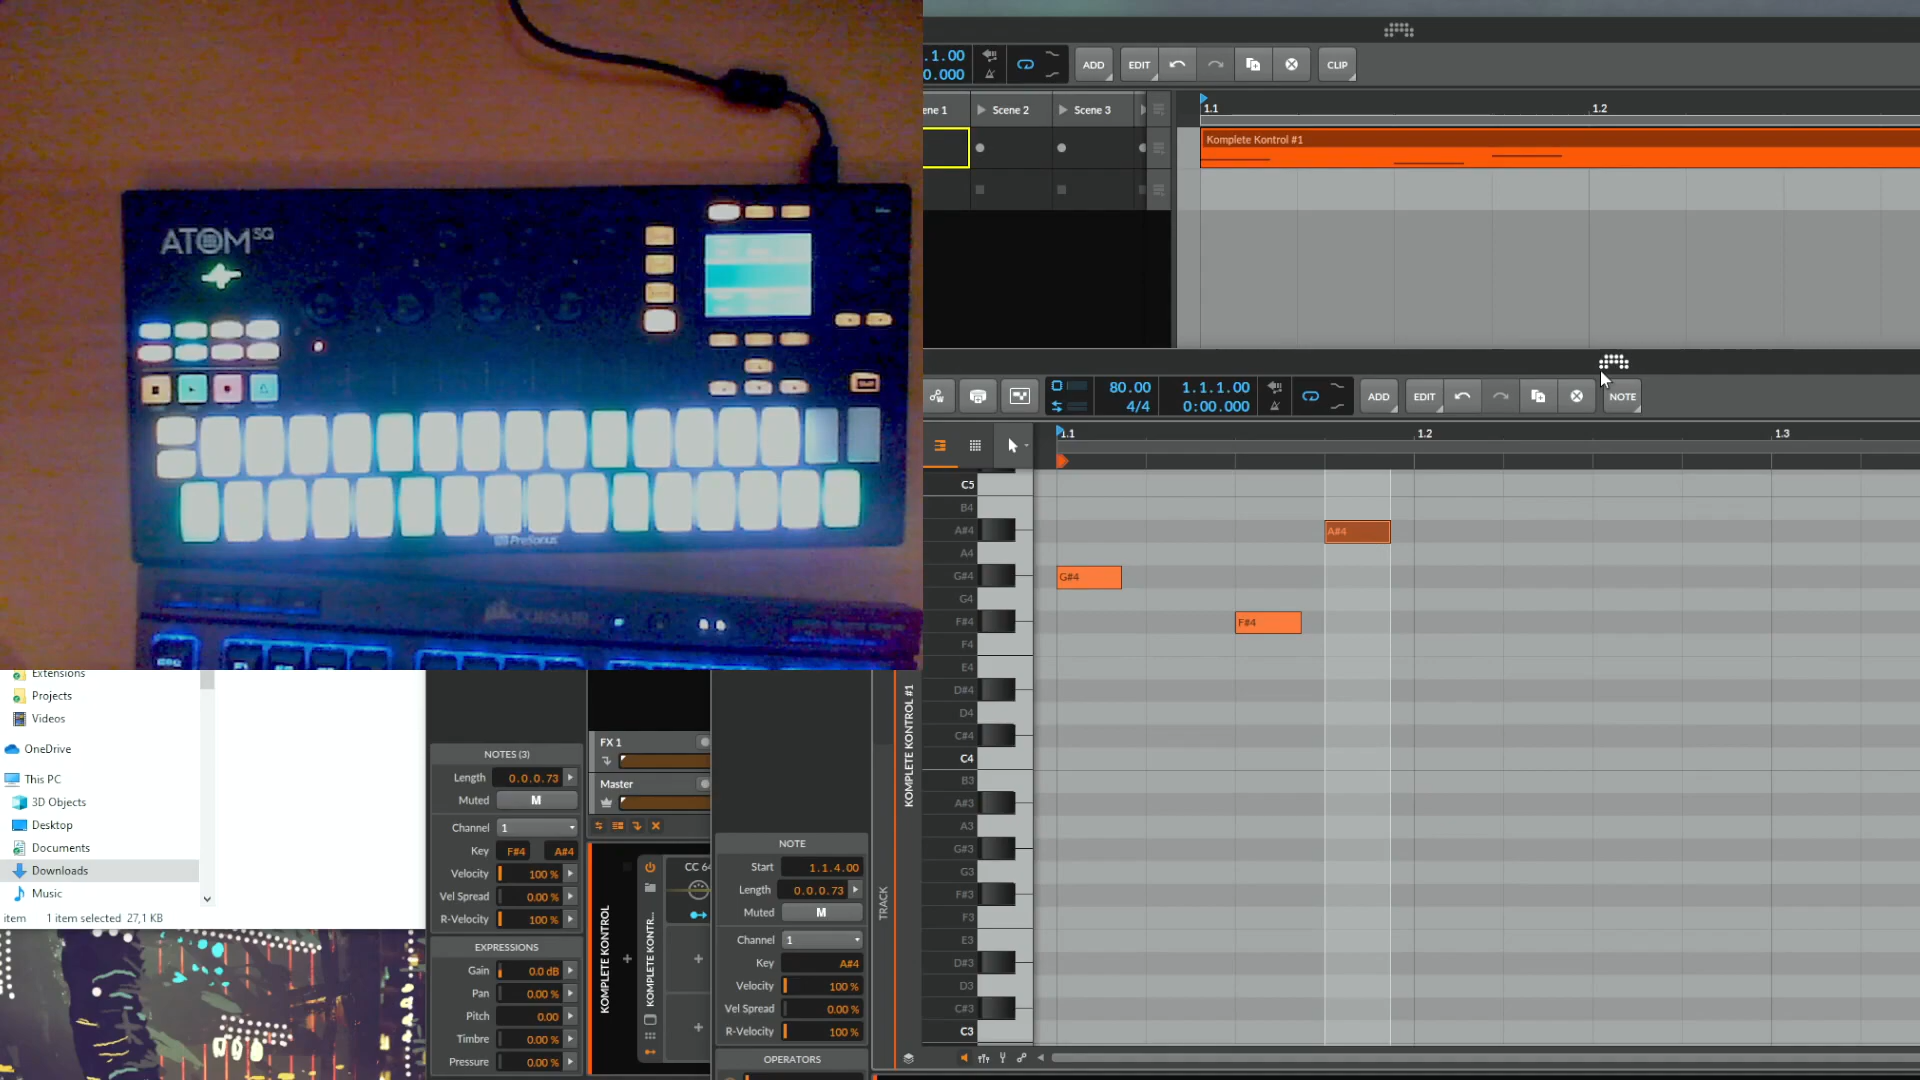 ATOM SQ
PreSonus
CORSAIR
.1.00
0.000
ADD
EDIT
CLIP
ene 1
Scene 2
Scene 3
1.1
1.2
Komplete Kontrol #1
80.00
4/4
1.1.1.00
0:00.000
ADD
EDIT
NOTE
1.1
1.2
1.3
C5
B4
A#4
A4
G#4
G4
F#4
F4
E4
D#4
D4
C#4
C4
B3
A#3
A3
G#3
G3
F#3
F3
E3
D#3
D3
C#3
C3
A#4
G#4
F#4
Extensions
Projects
Videos
OneDrive
This PC
3D Objects
Desktop
Documents
Downloads
Music
item
1 item selected 27,1 KB
NOTES (3)
Length 0.0.0.73
Muted M
Channel 1
Key F#4 A#4
Velocity 100 %
Vel Spread 0.00 %
R-Velocity 100 %
EXPRESSIONS
Gain 0.0 dB
Pan 0.00 %
Pitch 0.00
Timbre 0.00 %
Pressure 0.00 %
FX 1
Master
KOMPLETE KONTROL
KOMPLETE KONTR...
CC 64
NOTE
Start 1.1.4.00
Length 0.0.0.73
Muted M
Channel 1
Key A#4
Velocity 100 %
Vel Spread 0.00 %
R-Velocity 100 %
OPERATORS
TRACK
KOMPLETE KONTROL #1